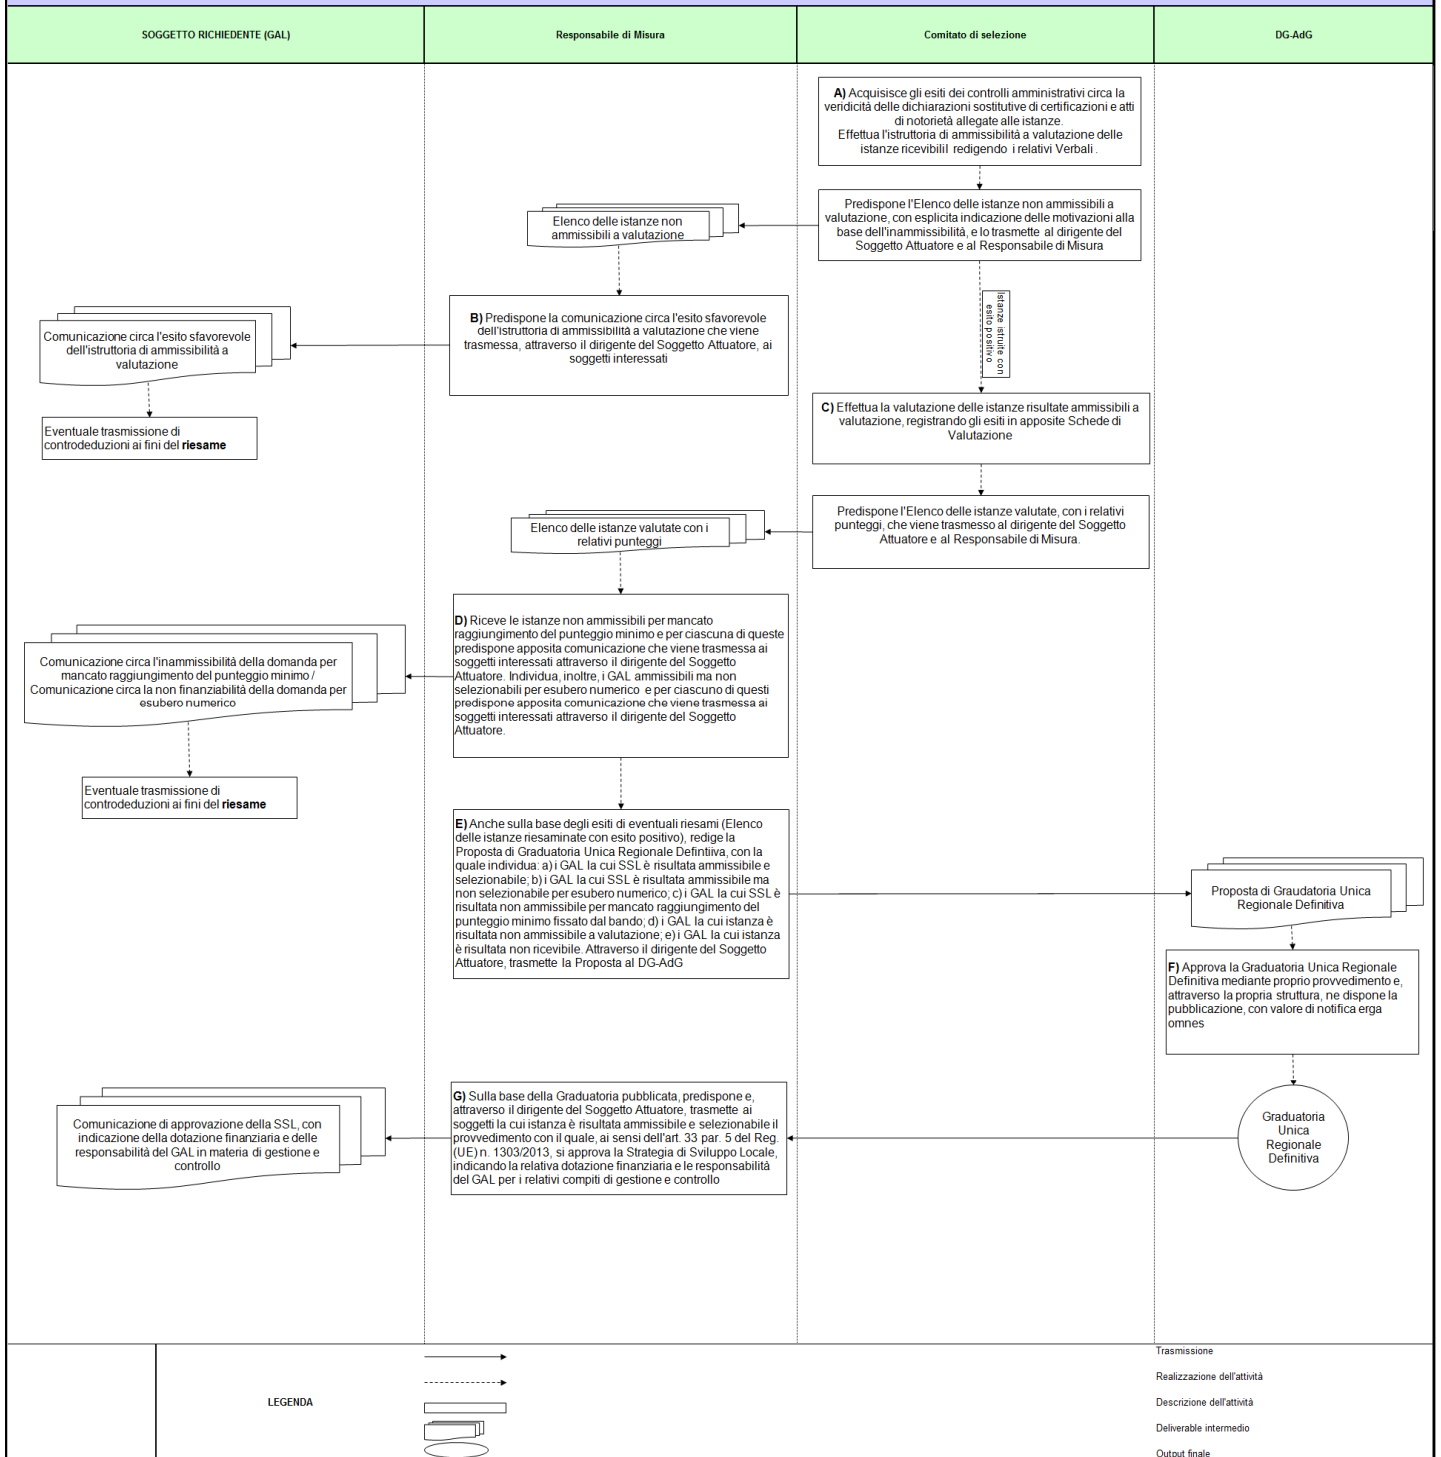 SOGGETTO RICHIEDENTE (GAL)
Responsabile di Misura
Comitato di selezione
DG-AdG
A) Acquisisce gli esiti dei controlli amministrativi circa la
veridicità delle dichiarazioni sostitutive di certificazioni e atti
di notorietà allegate alle istanze.
Effettua l'istruttoria di ammissibilità a valutazione delle
istanze ricevibilil redigendo i relativi Verbali .
Predispone l'Elenco delle istanze non ammissibili a
valutazione, con esplicita indicazione delle motivazioni alla
base dell'inammissibilità, e lo trasmette al dirigente del
Soggetto Attuatore e al Responsabile di Misura
Elenco delle istanze non
ammissibili a valutazione
Istanze istruite con
esito positivo
B) Predispone la comunicazione circa l'esito sfavorevole
dell'istruttoria di ammissibilità a valutazione che viene
trasmessa, attraverso il dirigente del Soggetto Attuatore, ai
soggetti interessati
Comunicazione circa l'esito sfavorevole
dell'istruttoria di ammissibilità a
valutazione
Eventuale trasmissione di
controdeduzioni ai fini del riesame
C) Effettua la valutazione delle istanze risultate ammissibili a
valutazione, registrando gli esiti in apposite Schede di
Valutazione
Predispone l'Elenco delle istanze valutate, con i relativi
punteggi, che viene trasmesso al dirigente del Soggetto
Attuatore e al Responsabile di Misura.
Elenco delle istanze valutate con i
relativi punteggi
D) Riceve le istanze non ammissibili per mancato
raggiungimento del punteggio minimo e per ciascuna di queste
predispone apposita comunicazione che viene trasmessa ai
soggetti interessati attraverso il dirigente del Soggetto
Attuatore. Individua, inoltre, i GAL ammissibili ma non
selezionabili per esubero numerico e per ciascuno di questi
predispone apposita comunicazione che viene trasmessa ai
soggetti interessati attraverso il dirigente del Soggetto
Attuatore.
Comunicazione circa l'inammissibilità della domanda per
mancato raggiungimento del punteggio minimo /
Comunicazione circa la non finanziabilità della domanda per
esubero numerico
Eventuale trasmissione di
controdeduzioni ai fini del riesame
E) Anche sulla base degli esiti di eventuali riesami (Elenco
delle istanze riesaminate con esito positivo), redige la
Proposta di Graduatoria Unica Regionale Defintiiva, con la
quale individua: a) i GAL la cui SSL è risultata ammissibile e
selezionabile; b) i GAL la cui SSL è risultata ammissibile ma
non selezionabile per esubero numerico; c) i GAL la cui SSL è
risultata non ammissibile per mancato raggiungimento del
punteggio minimo fissato dal bando; d) i GAL la cui istanza è
risultata non ammissibile a valutazione; e) i GAL la cui istanza
è risultata non ricevibile. Attraverso il dirigente del Soggetto
Attuatore, trasmette la Proposta al DG-AdG
Proposta di Graudatoria Unica
Regionale Definitiva
F) Approva la Graduatoria Unica Regionale
Definitiva mediante proprio provvedimento e,
attraverso la propria struttura, ne dispone la
pubblicazione, con valore di notifica erga
omnes
Graduatoria
Unica
Regionale
Definitiva
G) Sulla base della Graduatoria pubblicata, predispone e,
attraverso il dirigente del Soggetto Attuatore, trasmette ai
soggetti la cui istanza è risultata ammissibile e selezionabile il
provvedimento con il quale, ai sensi dell'art. 33 par. 5 del Reg.
(UE) n. 1303/2013, si approva la Strategia di Sviluppo Locale,
indicando la relativa dotazione finanziaria e le responsabilità
del GAL per i relativi compiti di gestione e controllo
Comunicazione di approvazione della SSL, con
indicazione della dotazione finanziaria e delle
responsabilità del GAL in materia di gestione e
controllo
LEGENDA
Trasmissione
Realizzazione dell'attività
Descrizione dell'attività
Deliverable intermedio
Output finale